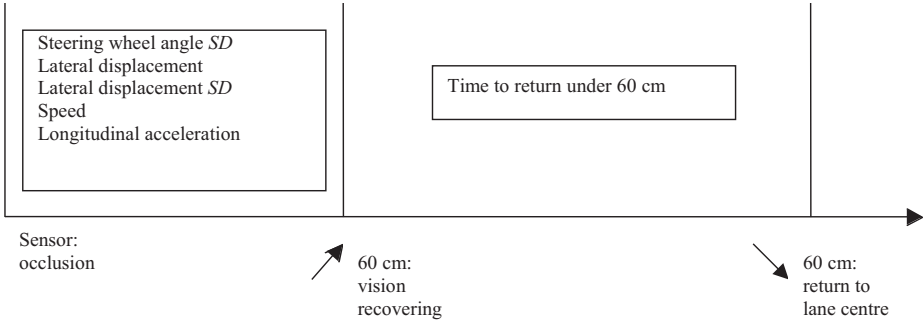 Steering wheel angle SD
Lateral displacement
Lateral displacement SD
Speed
Longitudinal acceleration
Time to return under 60 cm
Sensor:
occlusion
60 cm:
vision
recovering
60 cm:
return to
lane centre